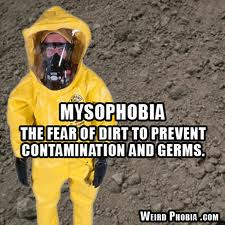 MYSOPHOBIA
THE FEAR OF DIRT TO PREVENT
CONTAMINATION AND GERMS.
WEIRD PHOBIA .COM